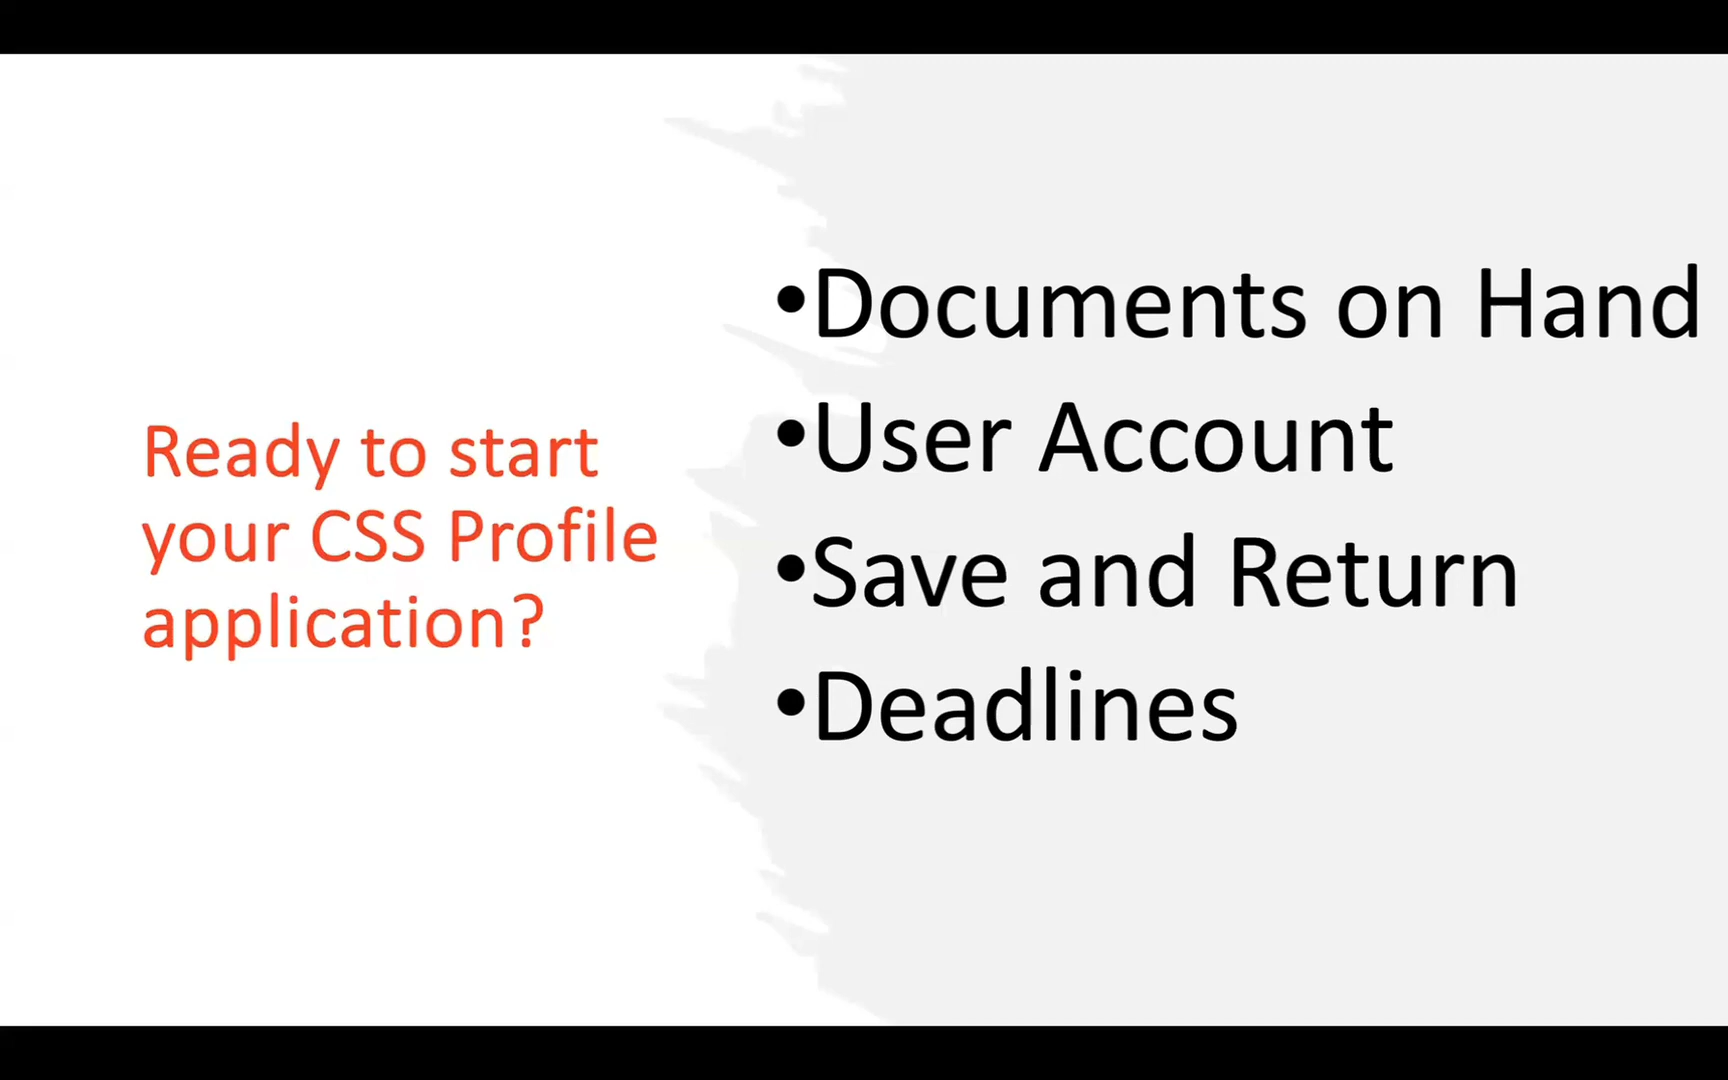 Ready to start
your CSS Profile
application?
•Documents on Hand
•User Account
•Save and Return
•Deadlines